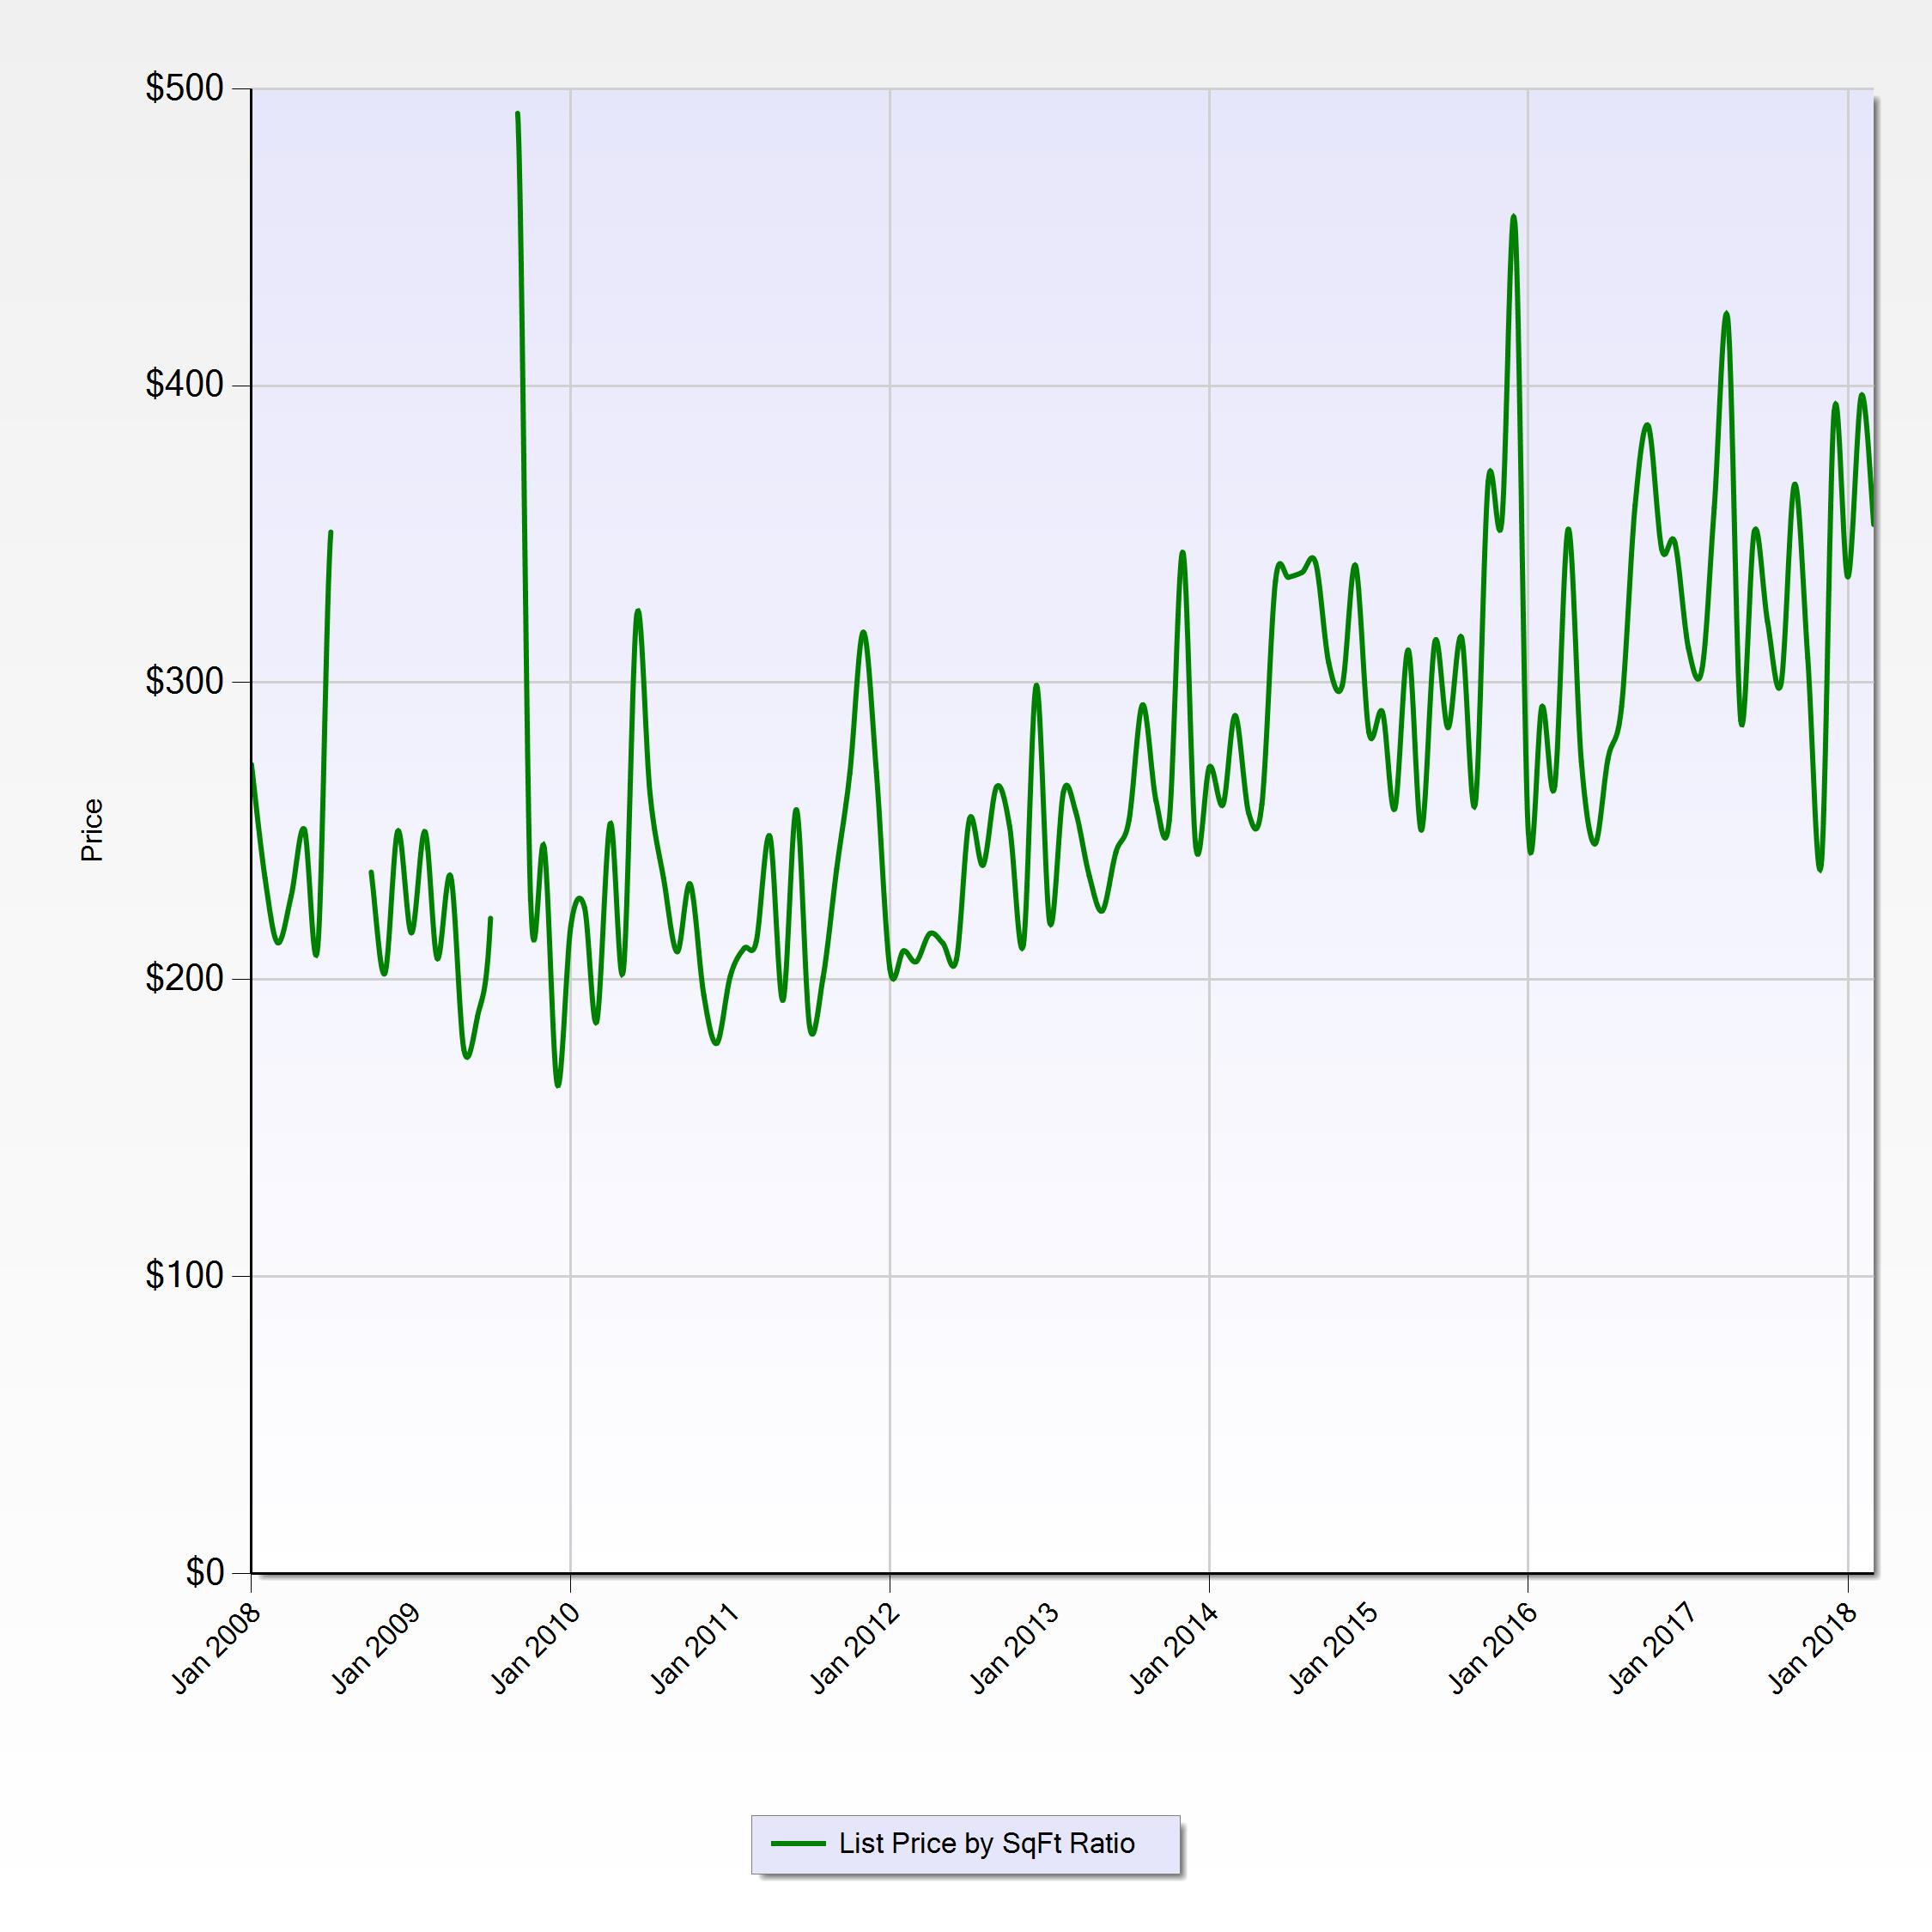 $500
$400
$300
$200
$100
$0
Price
Jan 2008
Jan 2009
Jan 2010
Jan 2011
Jan 2012
Jan 2013
Jan 2014
Jan 2015
Jan 2016
Jan 2017
Jan 2018
List Price by SqFt Ratio